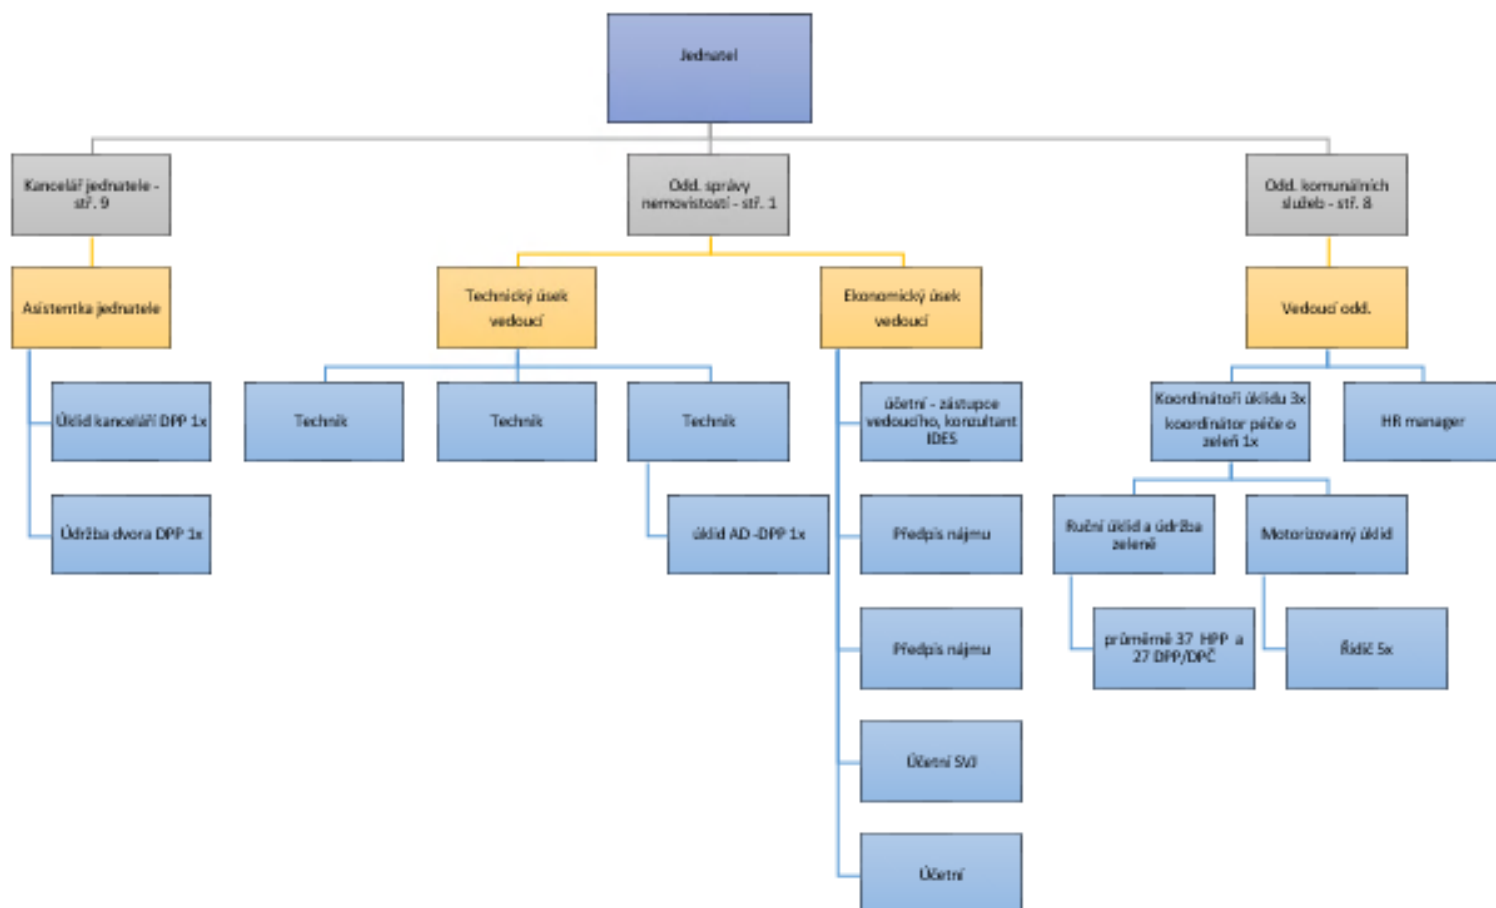 Jednatel
Kancelář jednatele -
stř. 9
Odd. správy
nemovistostí - stř. 1
Odd. komunálních
služeb - stř. 8
Asistentka jednatele
Technický úsek
vedoucí
Ekonomický úsek
vedoucí
Vedoucí odd.
Úklid kanceláří DPP 1x
Technik
Technik
Technik
účetní - zástupce
vedoucího, konzultant
IDES
Koordinátoři úklidu 3x
koordinátor péče o
zeleň 1x
HR manager
Údržba dvora DPP 1x
úklid AD -DPP 1x
Předpis nájmu
Ruční úklid a údržba
zeleně
Motorizovaný úklid
Předpis nájmu
průměrně 37 HPP a
27 DPP/DPČ
Řidič 5x
Účetní SVJ
Účetní